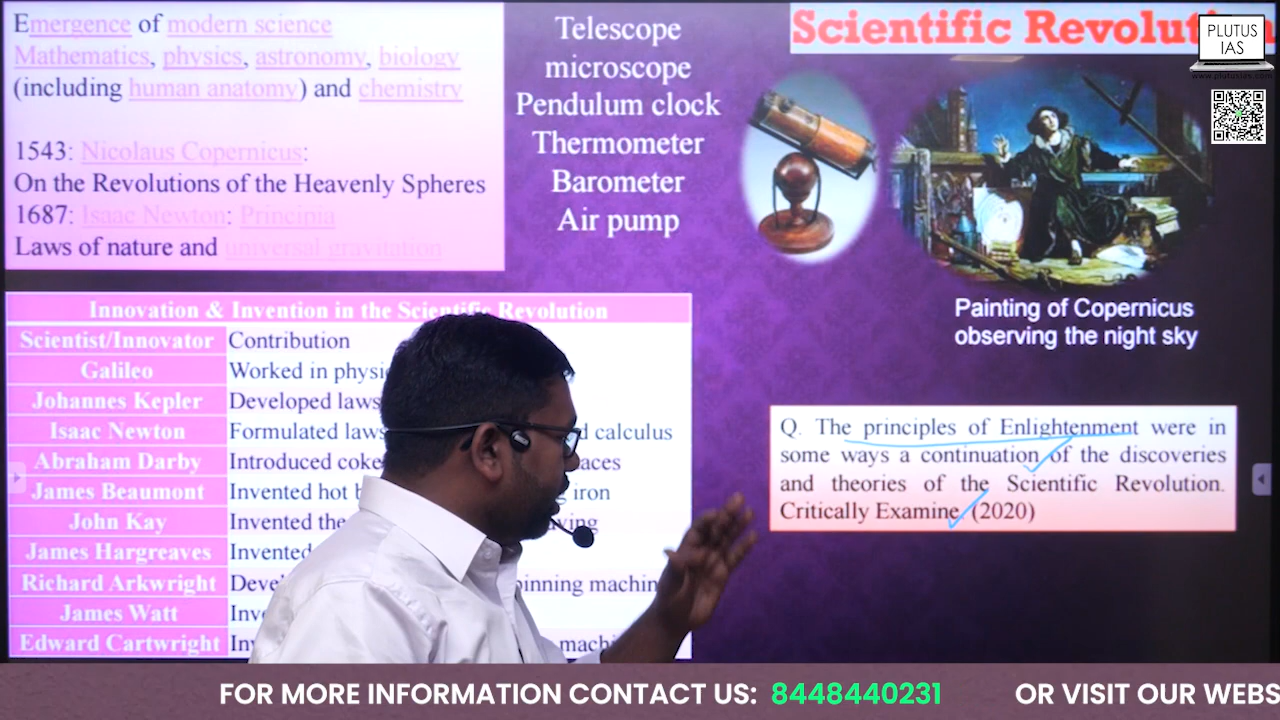 Emergence of modern science
Mathematics, physics, astronomy, biology
(including human anatomy) and chemistry
1543: Nicolaus Copernicus:
On the Revolutions of the Heavenly Spheres
1687: Isaac Newton: Principia
Laws of nature and universal gravitation
Telescope
microscope
Pendulum clock
Thermometer
Barometer
Air pump
Scientific Revolut
PLUTUS
IAS
www.plutusias.com
Painting of Copernicus
observing the night sky
Innovation & Invention in the Scientific Revolution
Scientist/Innovator Contribution
Galileo Worked in physi
Johannes Kepler Developed laws
Isaac Newton Formulated laws calculus
Abraham Darby Introduced coke
James Beaumont Invented hot iron
John Kay Invented the
James Hargreaves Invented
Richard Arkwright Deve pinning machin
James Watt Inv
Edward Cartwright In machi
Q. The principles of Enlightenment were in
some ways a continuation of the discoveries
and theories of the Scientific Revolution.
Critically Examine. (2020)
FOR MORE INFORMATION CONTACT US: 8448440231 OR VISIT OUR WEBS